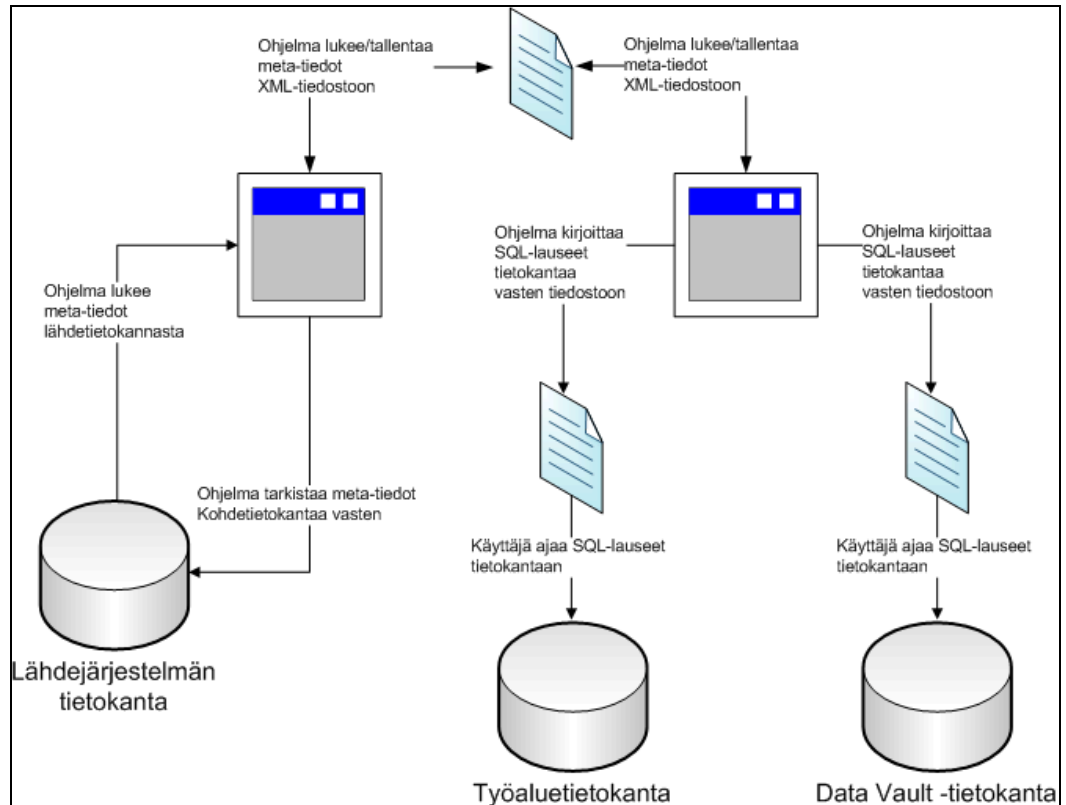 Ohjelma lukee/tallentaa
meta-tiedot
XML-tiedostoon
Ohjelma lukee/tallentaa
meta-tiedot
XML-tiedostoon
Ohjelma lukee
meta-tiedot
lähdetietokannasta
Ohjelma kirjoittaa
SQL-lauseet
tietokantaa
vasten tiedostoon
Ohjelma kirjoittaa
SQL-lauseet
tietokantaa
vasten tiedostoon
Ohjelma tarkistaa meta-tiedot
Kohdetietokantaa vasten
Käyttäjä ajaa SQL-lauseet
tietokantaan
Käyttäjä ajaa SQL-lauseet
tietokantaan
Lähdejärjestelmän
tietokanta
Työaluetietokanta
Data Vault -tietokanta